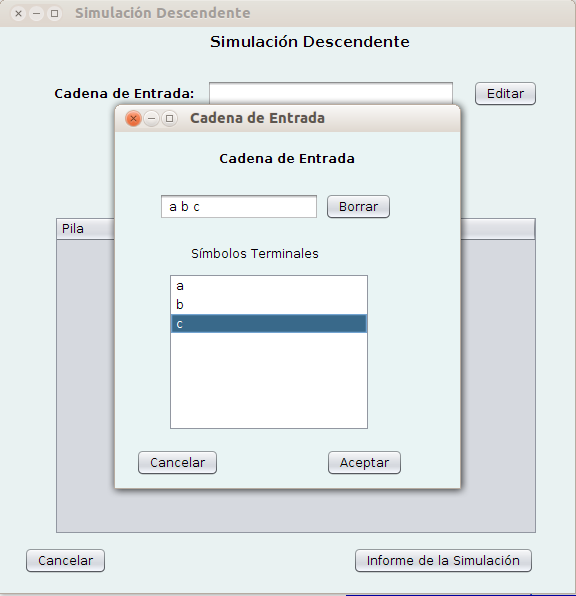 Simulación Descendente
Simulación Descendente
Cadena de Entrada:
Editar
Cadena de Entrada
Cadena de Entrada
a b c
Borrar
Pila
Símbolos Terminales
a
b
c
Cancelar
Aceptar
Cancelar
Informe de la Simulación